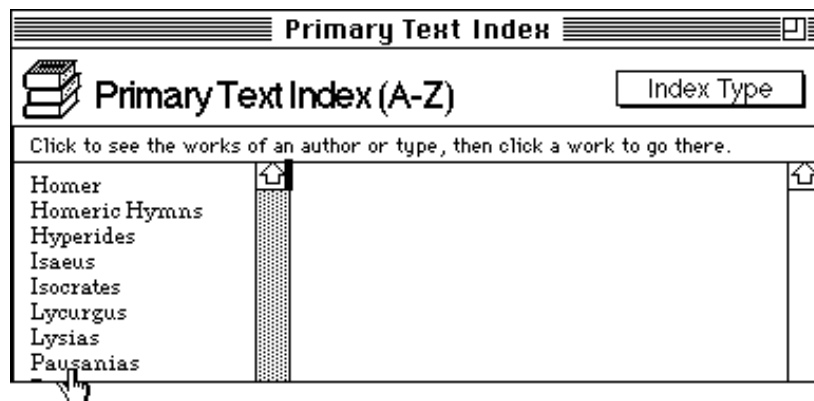 Primary Text Index
Primary Text Index (A-Z)
Index Type
Click to see the works of an author or type, then click a work to go there.
Homer
Homeric Hymns
Hyperides
Isaeus
Isocrates
Lycurgus
Lysias
Pausanias